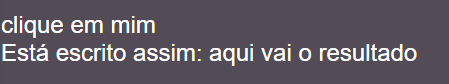 clique em mim
Está escrito assim: aqui vai o resultado